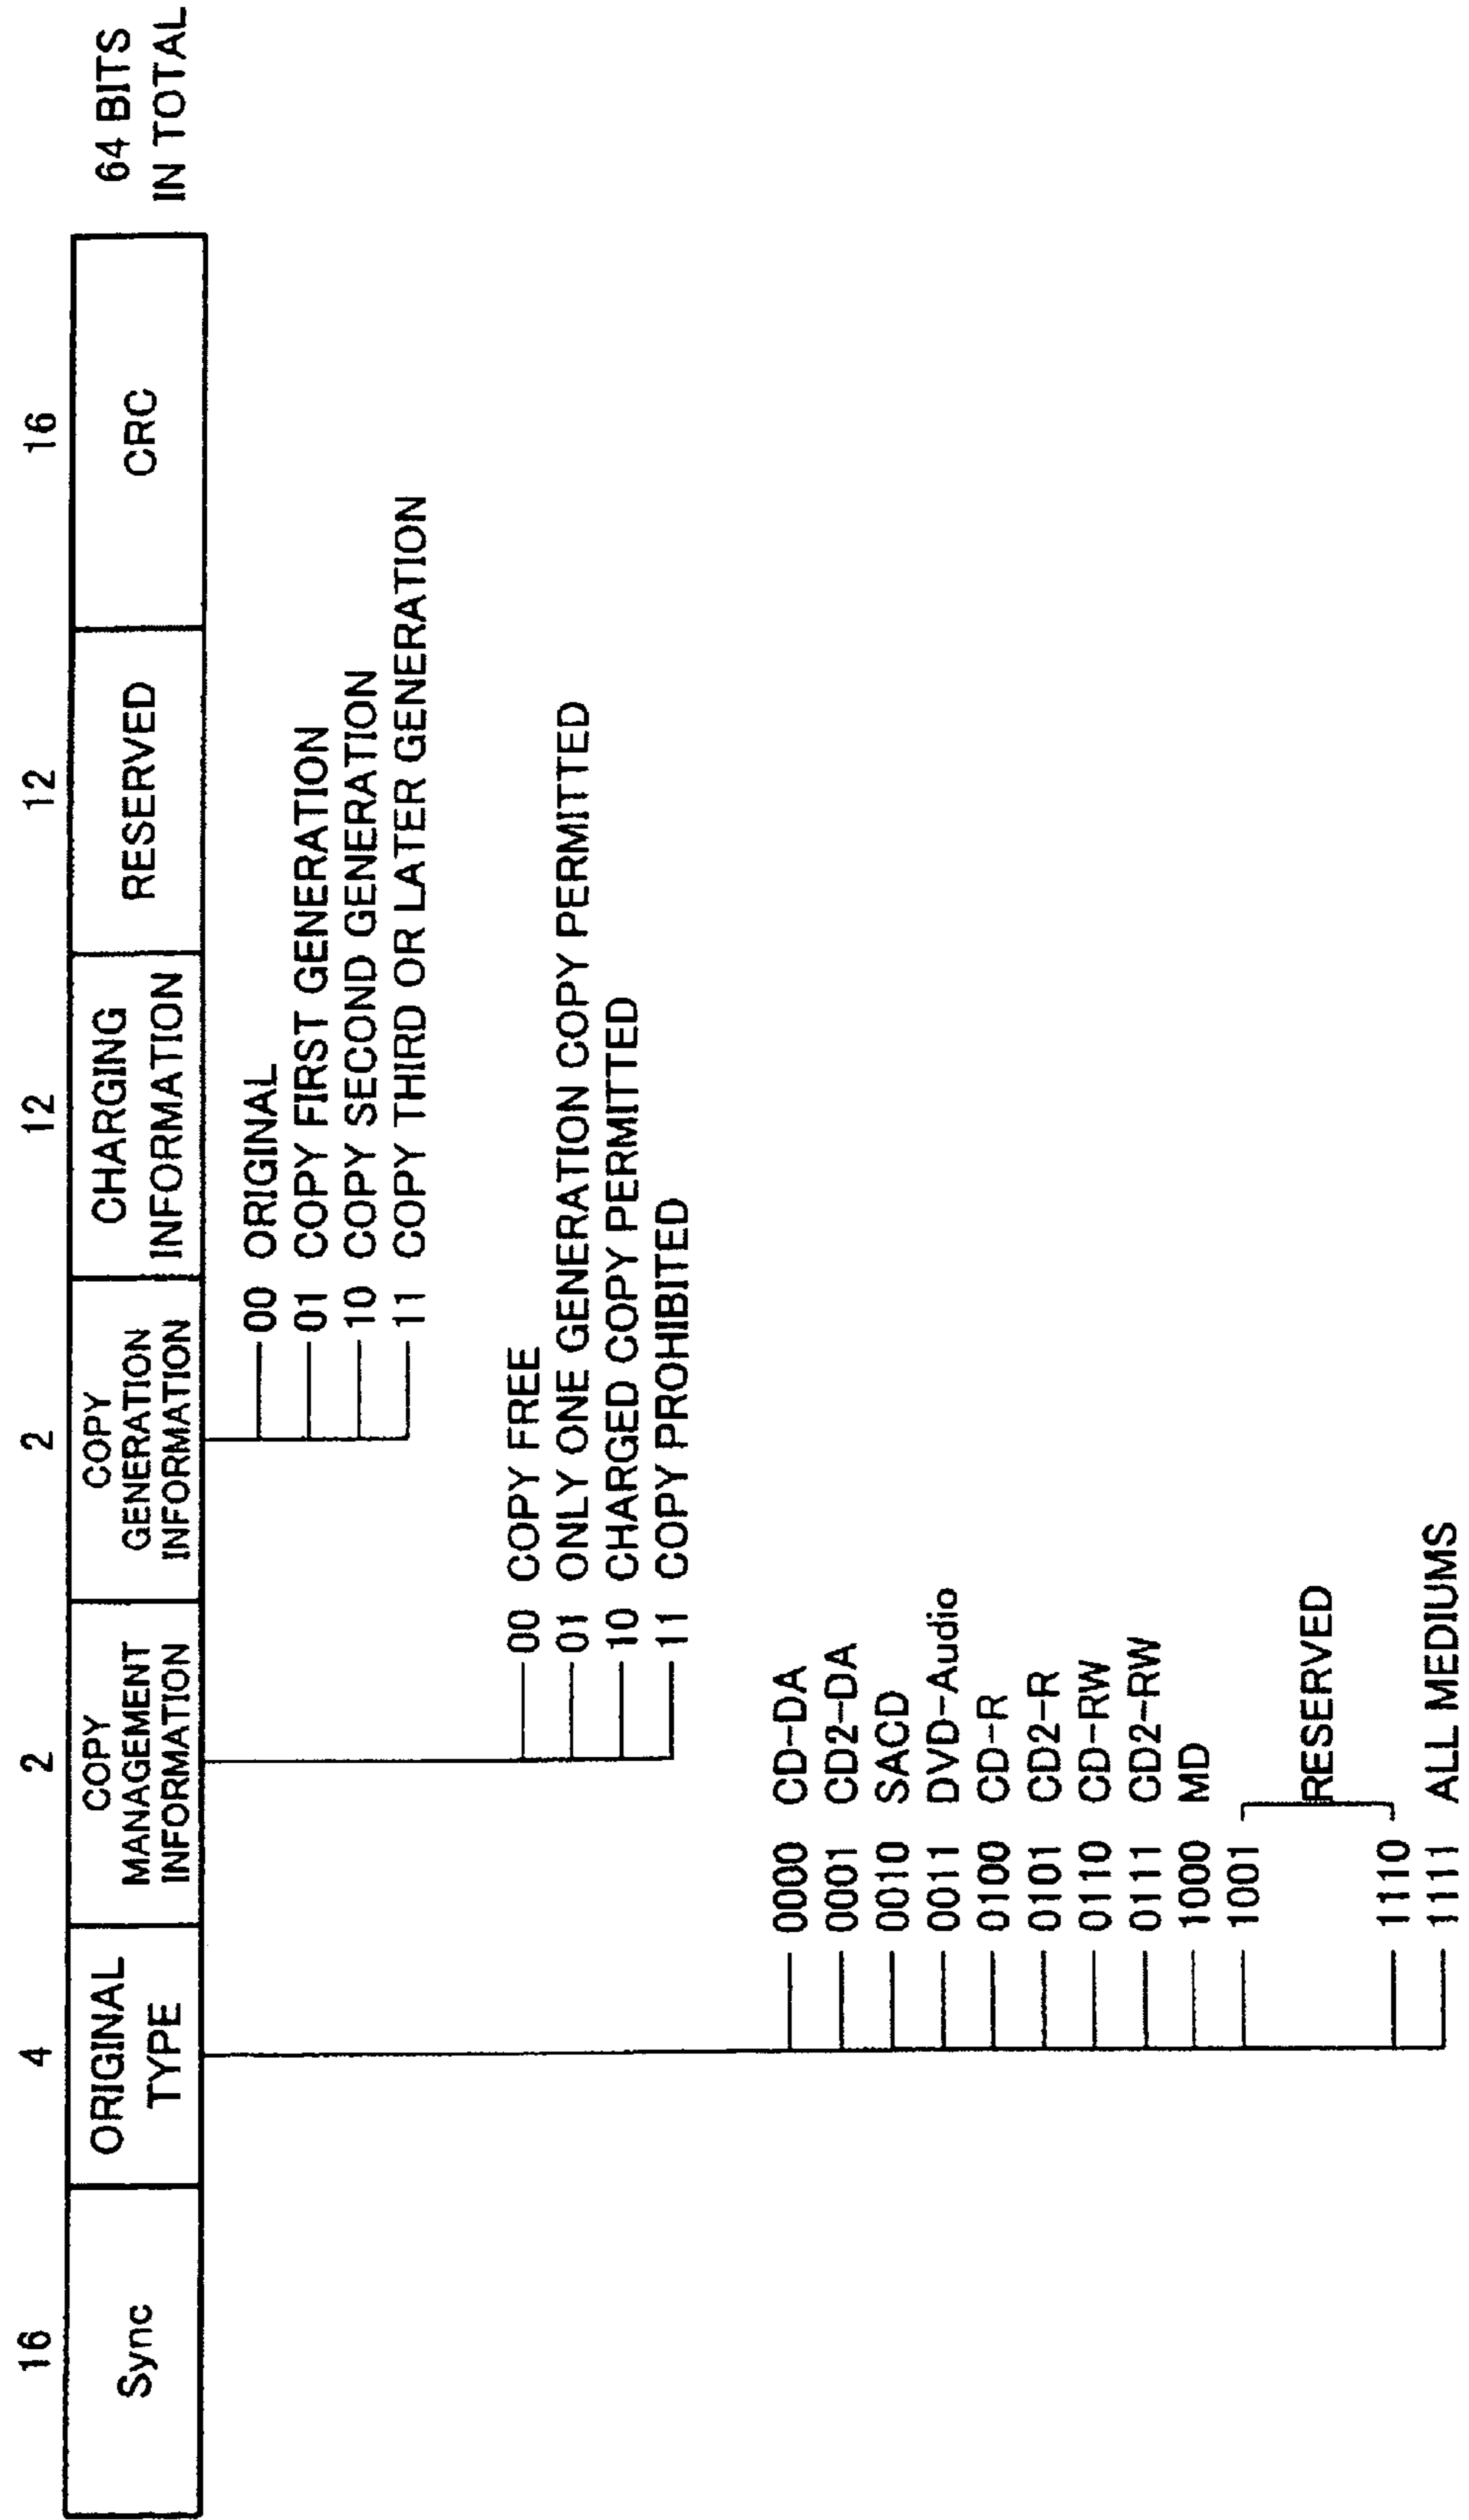 16
4
2
2
12
12
16
Sync
ORIGINAL
TYPE
COPY
MANAGEMENT
INFORMATION
COPY
GENERATION
INFORMATION
CHARGING
INFORMATION
RESERVED
CRC
64 BITS
IN TOTAL
00 ORIGINAL
01 COPY FIRST GENERATION
10 COPY SECOND GENERATION
11 COPY THIRD OR LATER GENERATION
00 COPY FREE
01 ONLY ONE GENERATION COPY PERMITTED
10 CHARGED COPY PERMITTED
11 COPY PROHIBITED
0000 CD-DA
0001 CD2-DA
0010 SACD
0011 DVD-Audio
0100 CD-R
0101 CD2-R
0110 CD-RW
0111 CD2-RW
1000 MD
1001
RESERVED
1110
1111 ALL MEDIUMS